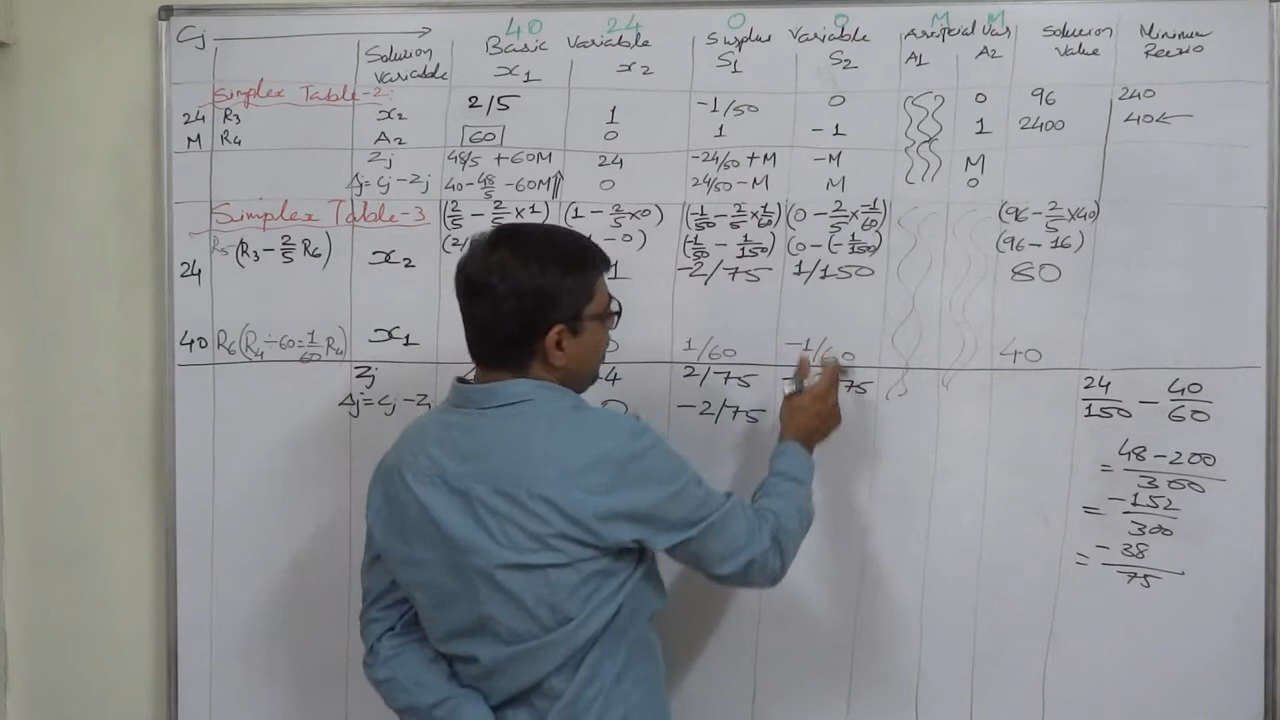 40 24 0 0 M M
Cj Basic Variable Surplus Variable Artificial Var Solution Minimum
Solution Value
variable x1 x2 S1 S2 A1 A2
Simplex Table-2
24 R3 x2 2/5 1 -1/50 0 0 96 240
M R4 A2 60 0 1 -1 1 2400 40←
Zj 48/5 + 60M 24 -24/50 + M -M M
Δj = Cj - Zj 40 - 48/5 - 60M 0 24/50 - M M 0
Simplex Table-3 (2/5 - 2/5 x 1) (1 - 2/5 x 0) (-1/50 - 2/5 x 1/60) (0 - 2/5 x -1/60) (96 - 2/5 x 40)
R5 (R3 - 2/5 R6) (2/ - 0) (-1/50 - 1/150) (0 - (-1/150)) (96 - 16)
24 x2 1 -2/75 1/150 80
40 R6 (R4 ÷ 60 = 1/60 R4) x1 0 1/60 -1/60 40
Zj 4 2/75 75
Δj = Cj - Z -2/75
24/150 - 40/60
= 48 - 200/300
= -152/300
= -38/75